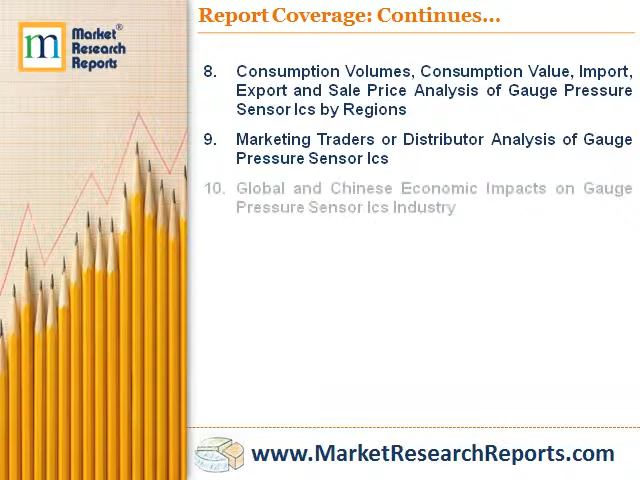 Report Coverage: Continues...
m
Market®
Research
Reports
8. Consumption Volumes, Consumption Value, Import,
Export and Sale Price Analysis of Gauge Pressure
Sensor Ics by Regions
9. Marketing Traders or Distributor Analysis of Gauge
Pressure Sensor Ics
10. Global and Chinese Economic Impacts on Gauge
Pressure Sensor Ics Industry
www.MarketResearchReports.com